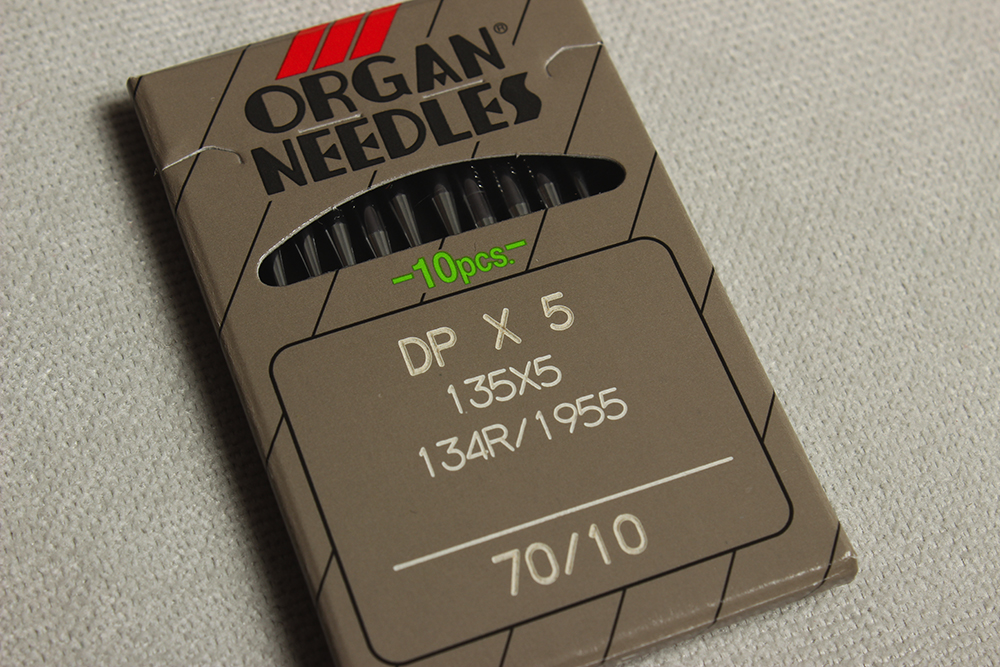 ORGAN®
NEEDLES
-10pcs.-
DP X 5
135X5
134R/1955
70/10